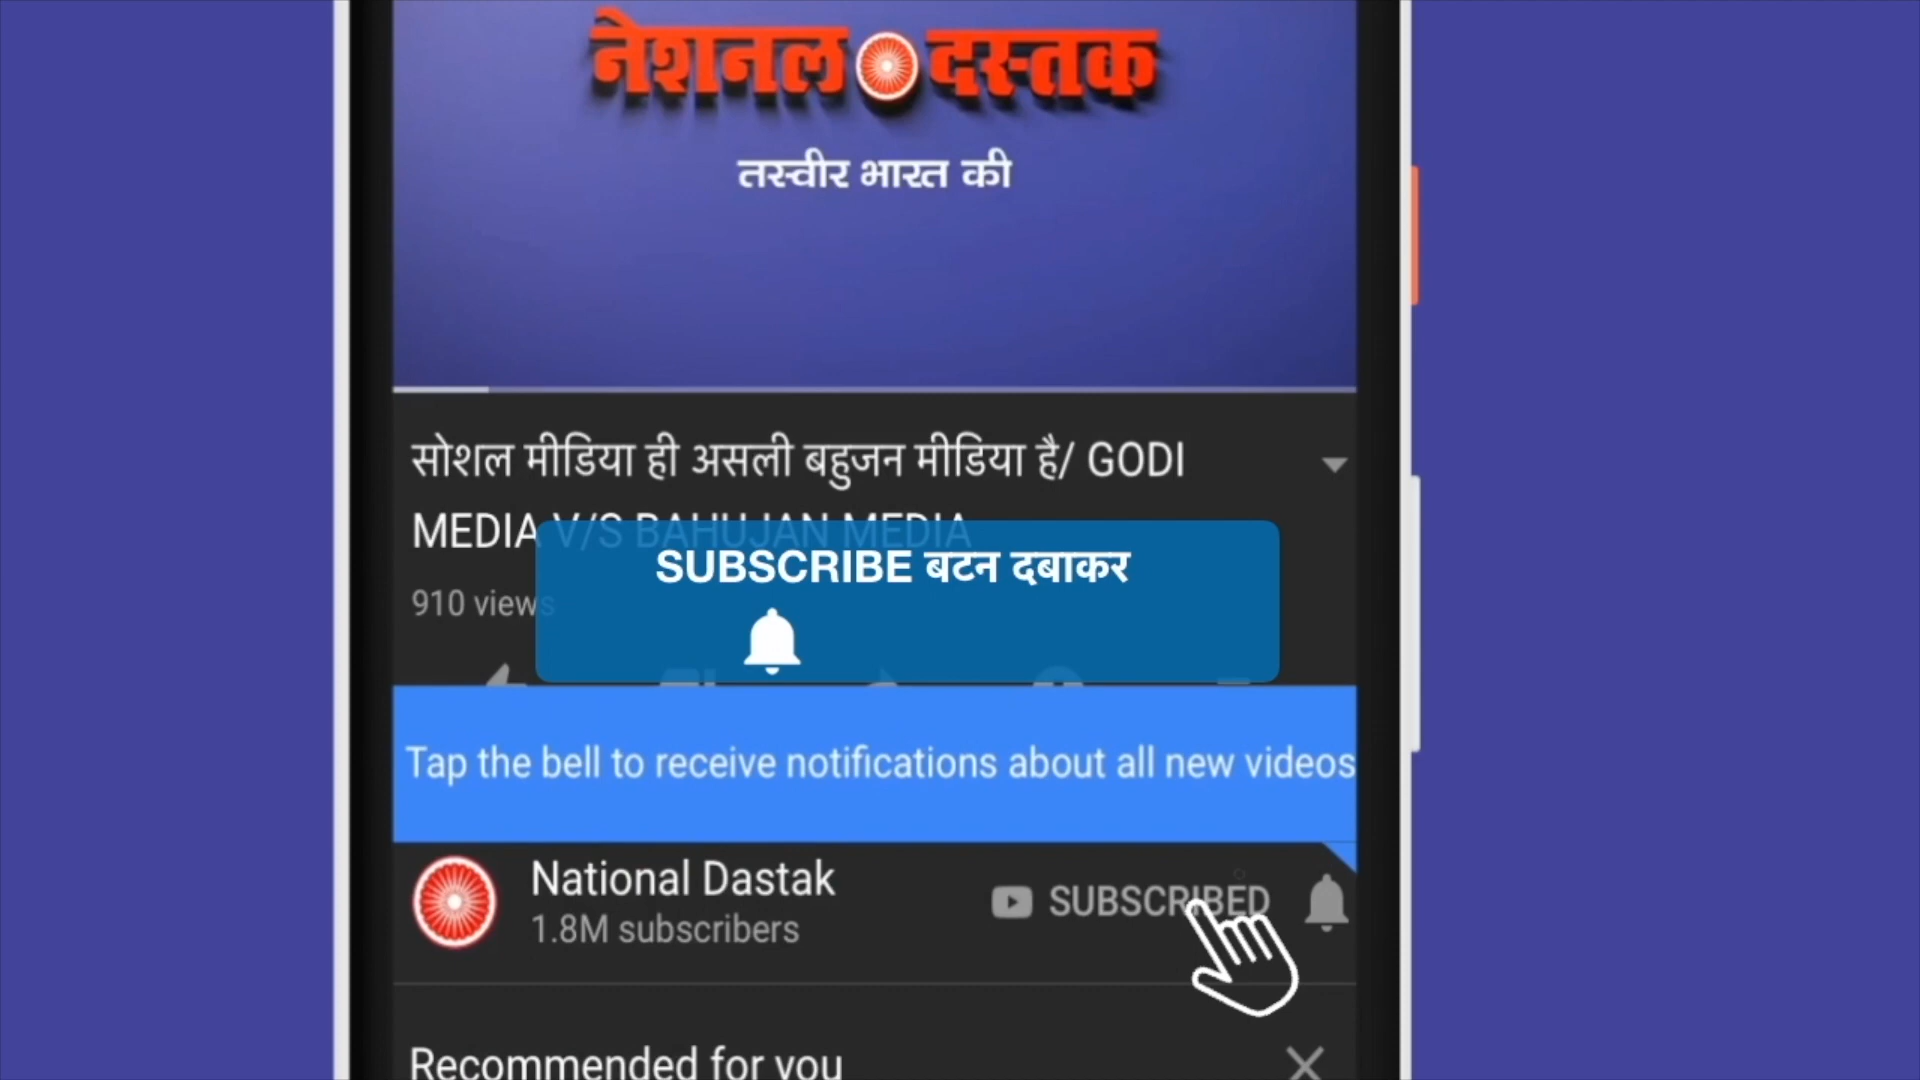 नेशनल दस्तक
तस्वीर भारत की
सोशल मीडिया ही असली बहुजन मीडिया है/ GODI
MEDIA V/S BAHUJAN MEDIA
SUBSCRIBE बटन दबाकर
910 views
Tap the bell to receive notifications about all new videos
National Dastak
SUBSCRIBED
1.8M subscribers
Recommended for you